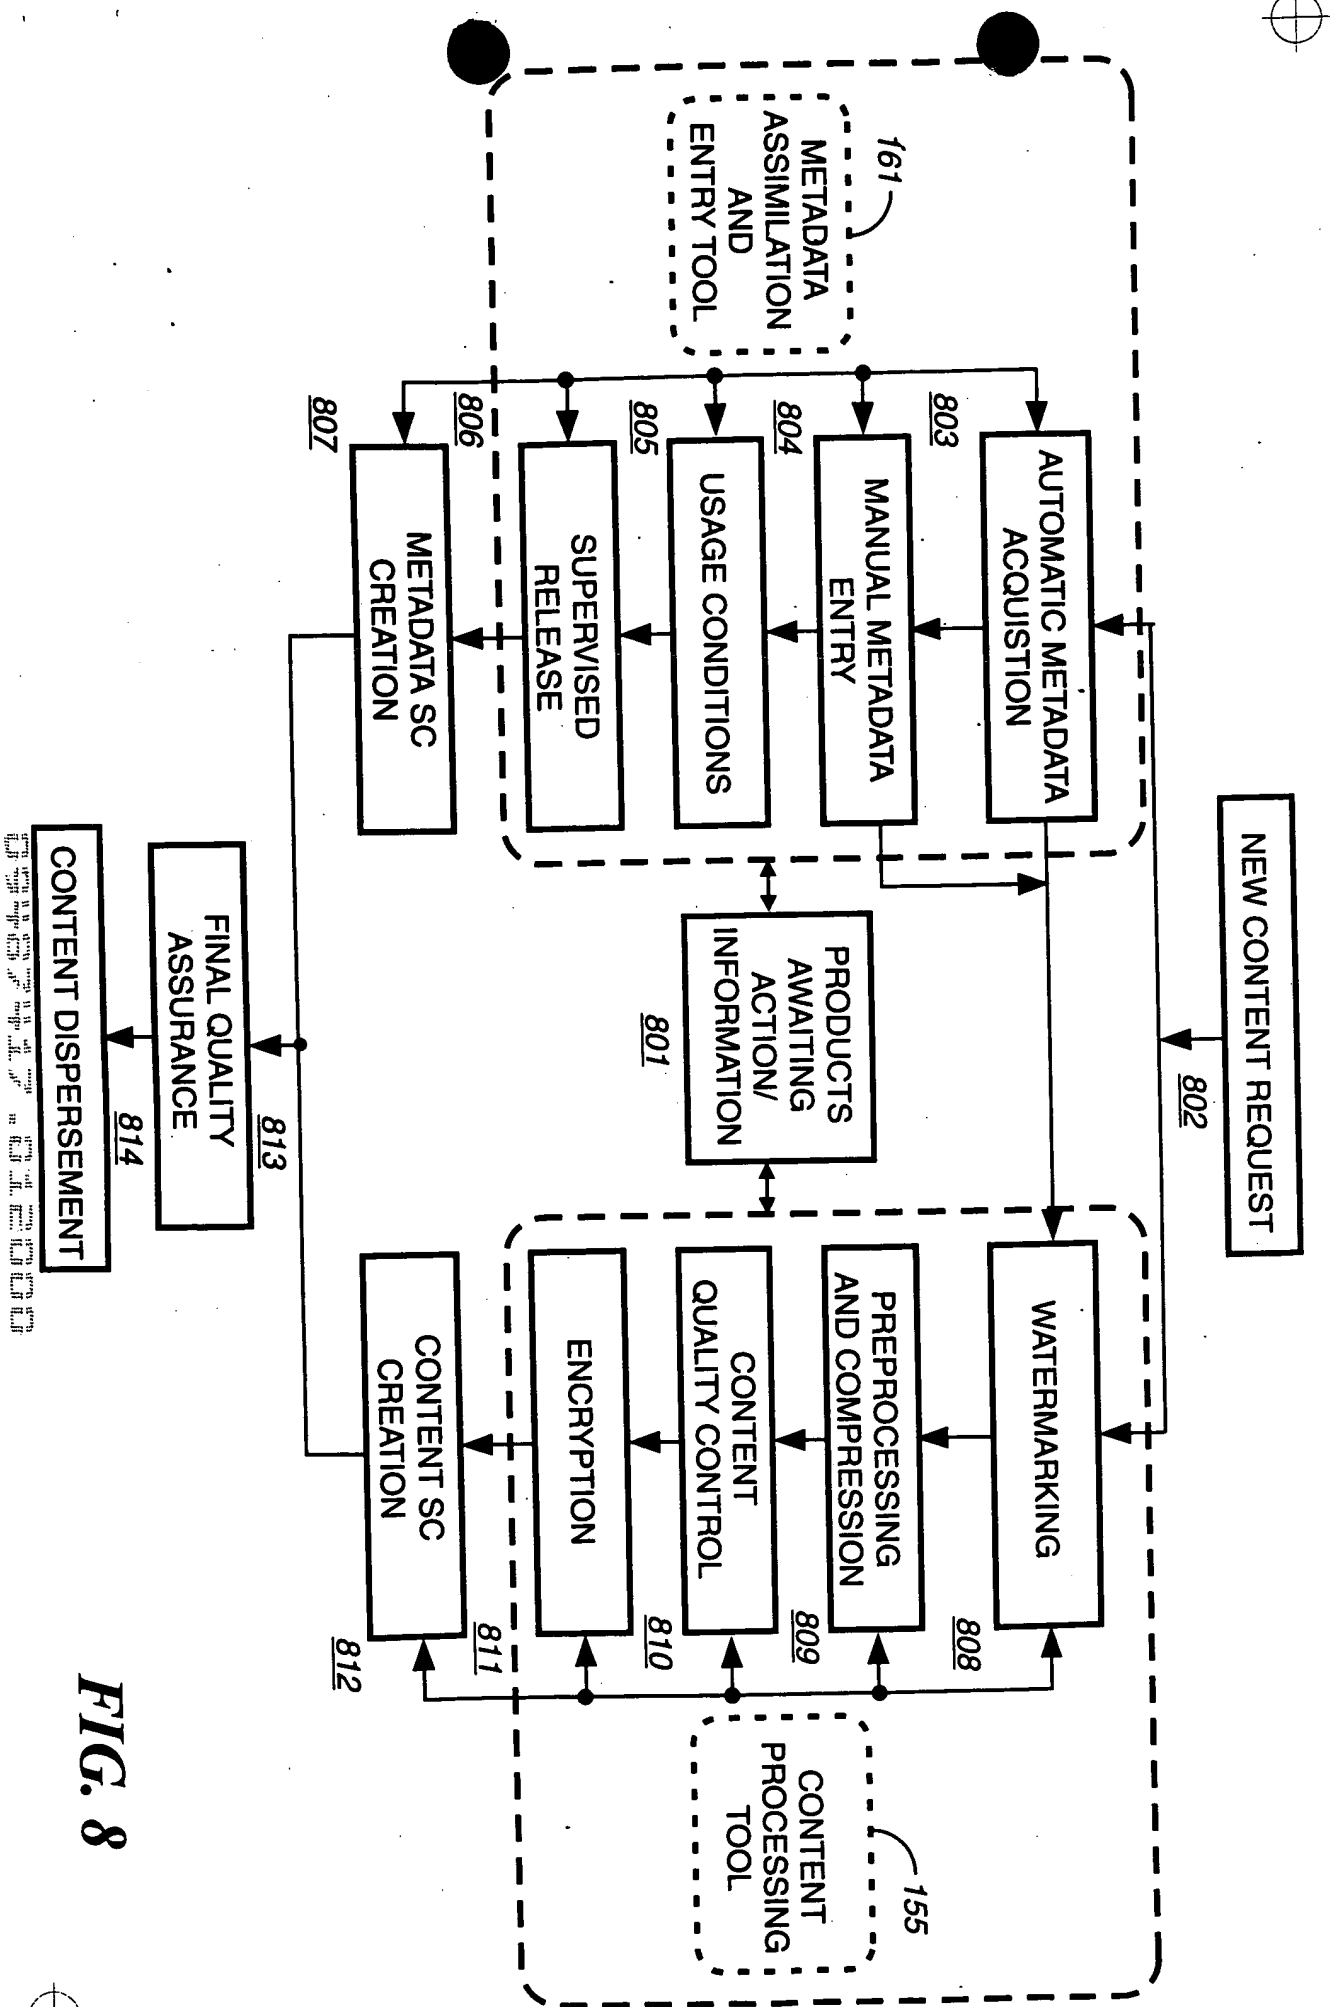 NEW CONTENT REQUEST
802
161
METADATA
ASSIMILATION
AND
ENTRY TOOL
803
AUTOMATIC METADATA
ACQUISTION
804
MANUAL METADATA
ENTRY
805
USAGE CONDITIONS
806
SUPERVISED
RELEASE
807
METADATA SC
CREATION
PRODUCTS
AWAITING
ACTION/
INFORMATION
801
WATERMARKING
808
PREPROCESSING
AND COMPRESSION
809
CONTENT
QUALITY CONTROL
810
ENCRYPTION
811
CONTENT SC
CREATION
812
155
CONTENT
PROCESSING
TOOL
813
FINAL QUALITY
ASSURANCE
814
CONTENT DISPERSEMENT
FIG. 8